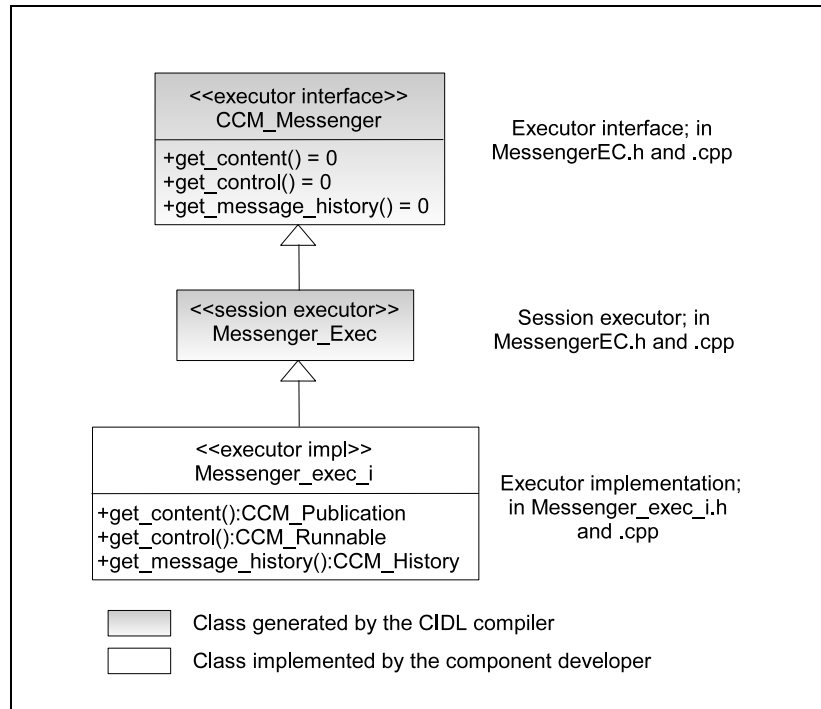 <<executor interface>>
CCM_Messenger
+get_content() = 0
+get_control() = 0
+get_message_history() = 0
Executor interface; in
MessengerEC.h and .cpp
<<session executor>>
Messenger_Exec
Session executor; in
MessengerEC.h and .cpp
<<executor impl>>
Messenger_exec_i
+get_content():CCM_Publication
+get_control():CCM_Runnable
+get_message_history():CCM_History
Executor implementation;
in Messenger_exec_i.h
and .cpp
Class generated by the CIDL compiler
Class implemented by the component developer